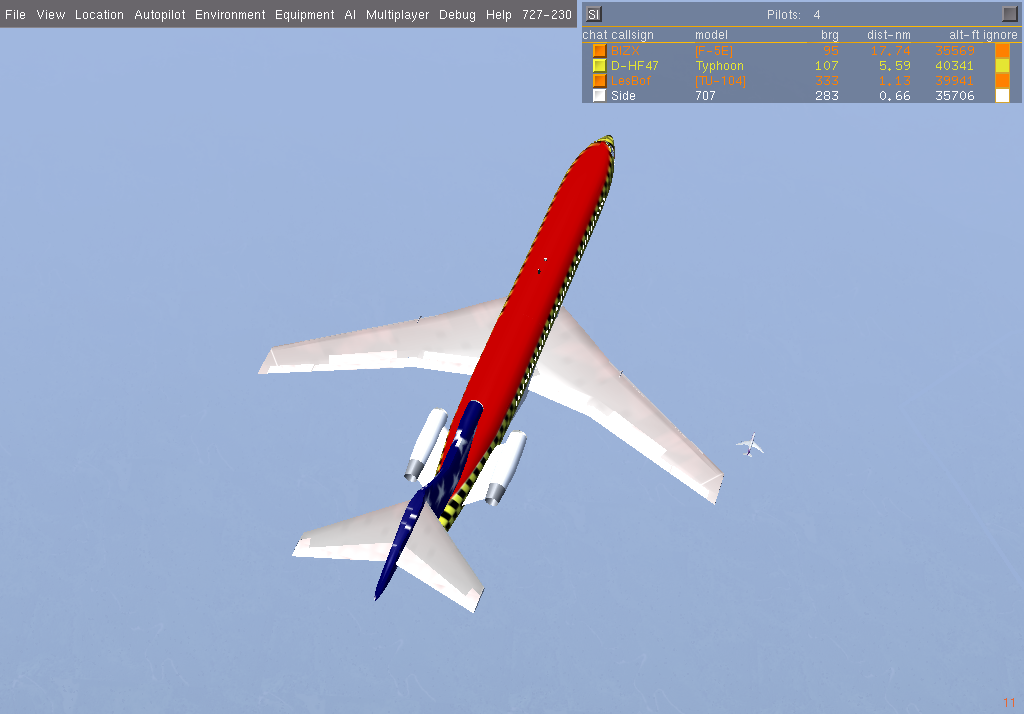 File View Location Autopilot Environment Equipment AI Multiplayer Debug Help 727-230
SI Pilots: 4
chat callsign model brg dist-nm alt-ft ignore
BIZX [F-5E] 95 17.74 35569
D-HF47 Typhoon 107 5.59 40341
LesBof [TU-104] 333 1.13 39941
Side 707 283 0.66 35706
11